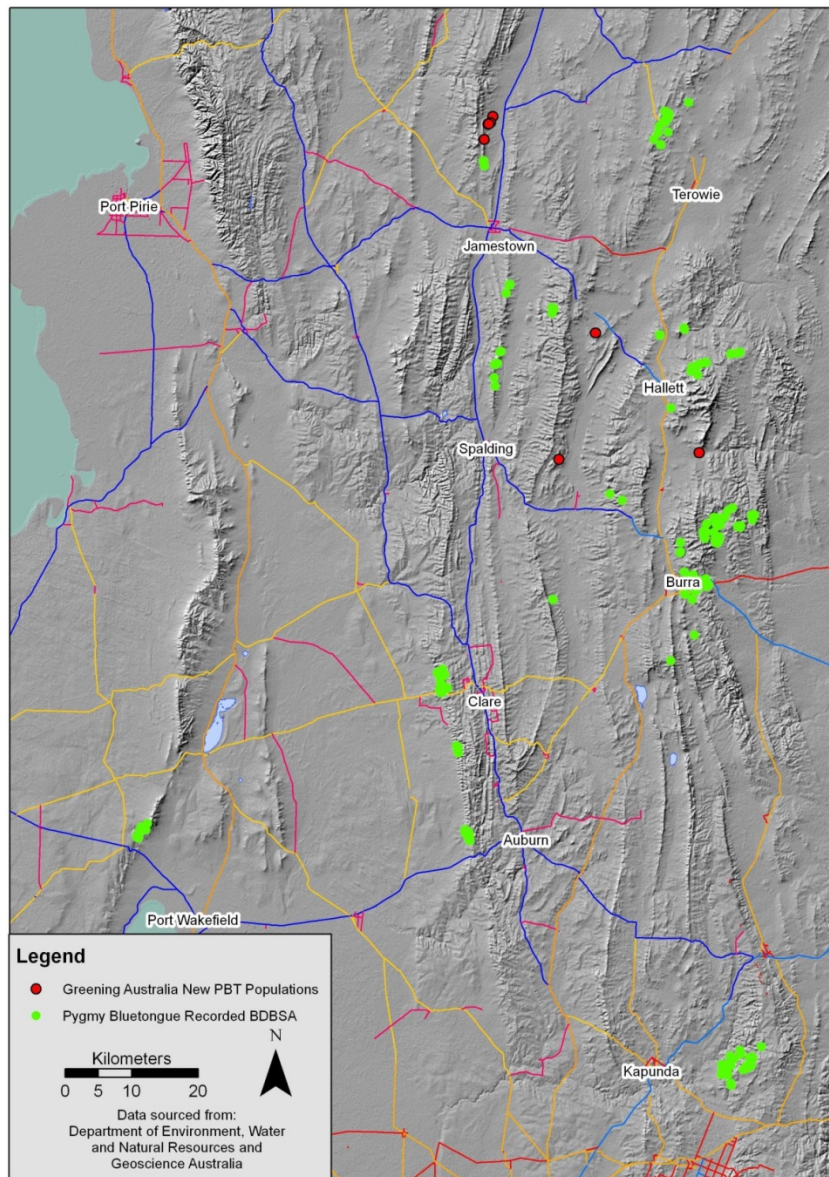 Port Pirie
Terowie
Jamestown
Hallett
Spalding
Burra
Clare
Auburn
Port Wakefield
Kapunda
Legend
Greening Australia New PBT Populations
Pygmy Bluetongue Recorded BDBSA
Kilometers
0 5 10 20
N
Data sourced from:
Department of Environment, Water
and Natural Resources and
Geoscience Australia